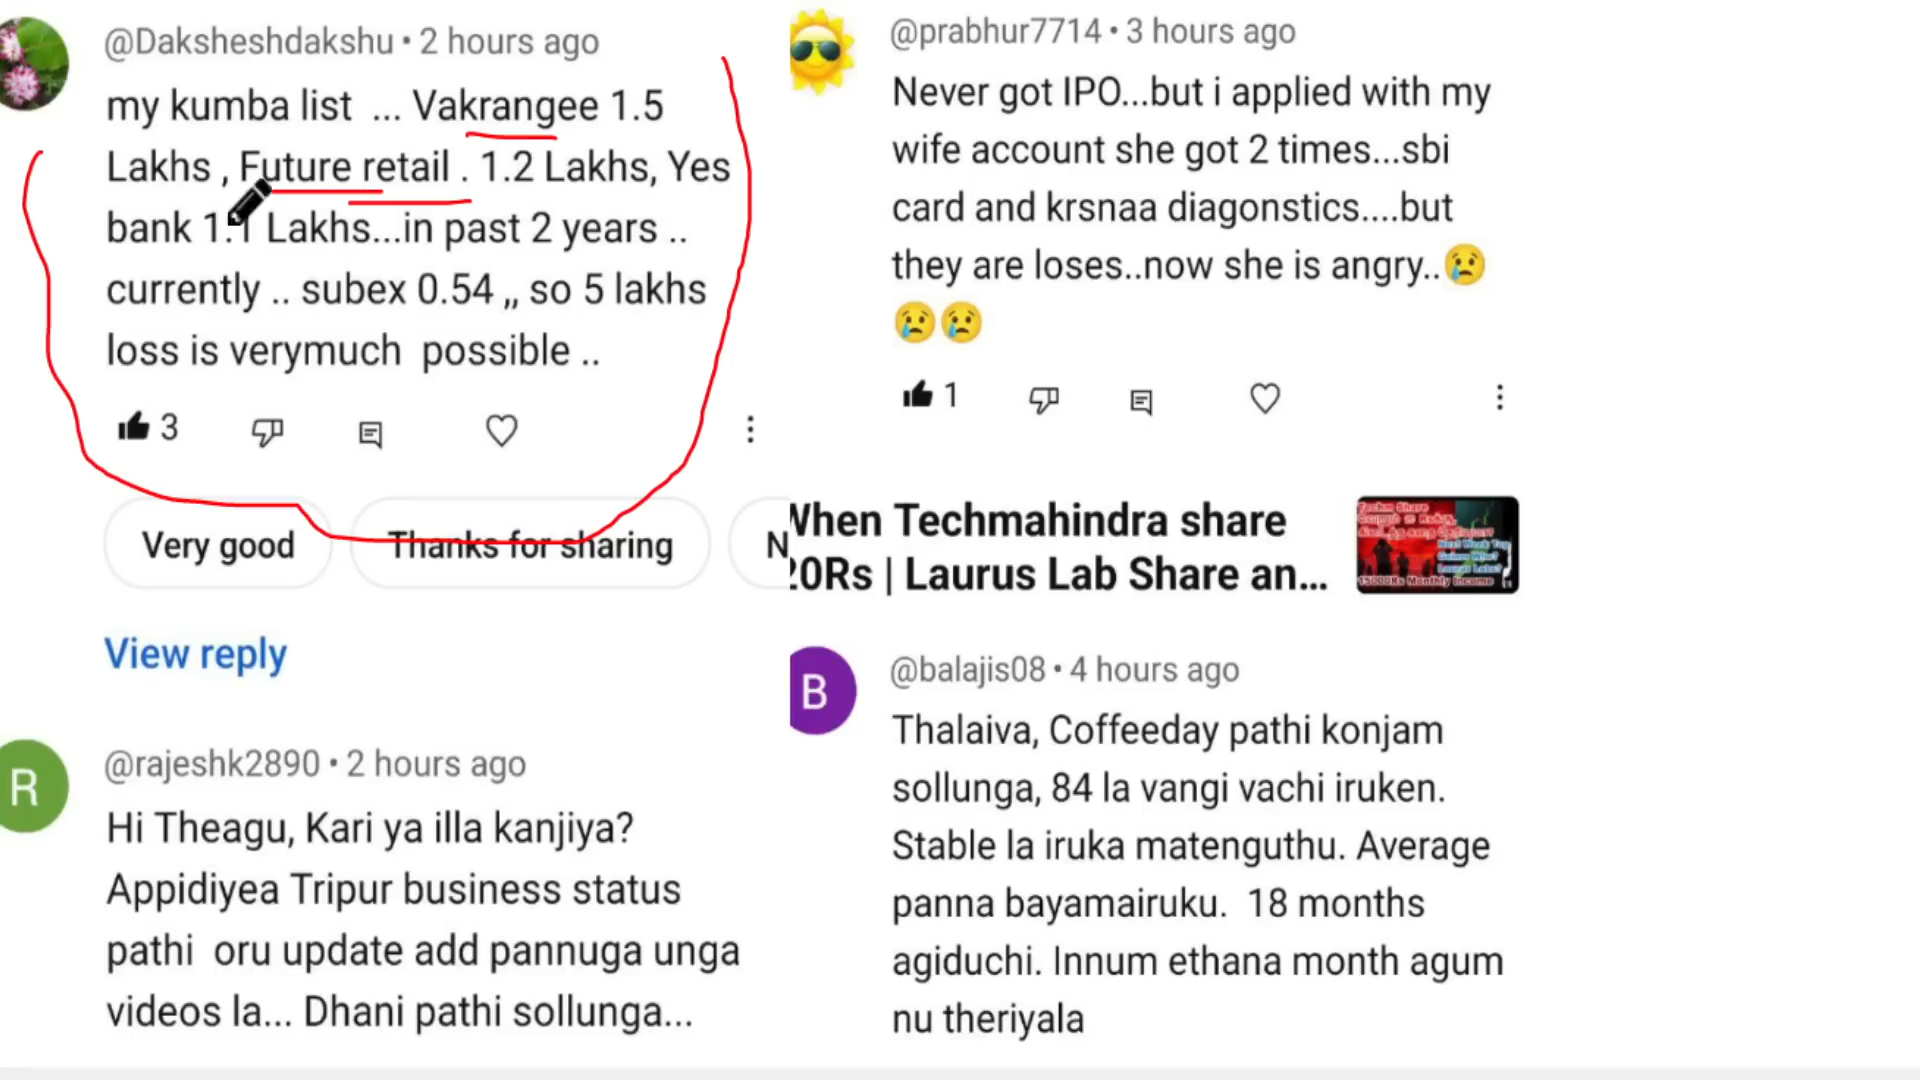 @Daksheshdakshu • 2 hours ago
my kumba list ... Vakrangee 1.5
Lakhs , Future retail . 1.2 Lakhs, Yes
bank 1.1 Lakhs...in past 2 years ..
currently .. subex 0.54 ,, so 5 lakhs
loss is verymuch possible ..
3
Very good
Thanks for sharing
N
View reply
R
@rajeshk2890 • 2 hours ago
Hi Theagu, Kari ya illa kanjiya?
Appidiyea Tripur business status
pathi oru update add pannuga unga
videos la... Dhani pathi sollunga...
@prabhur7714 • 3 hours ago
Never got IPO...but i applied with my
wife account she got 2 times...sbi
card and krsnaa diagonstics....but
they are loses..now she is angry..😢
😢😢
1
When Techmahindra share
20Rs | Laurus Lab Share an...
B
@balajis08 • 4 hours ago
Thalaiva, Coffeeday pathi konjam
sollunga, 84 la vangi vachi iruken.
Stable la iruka matenguthu. Average
panna bayamairuku. 18 months
agiduchi. Innum ethana month agum
nu theriyala